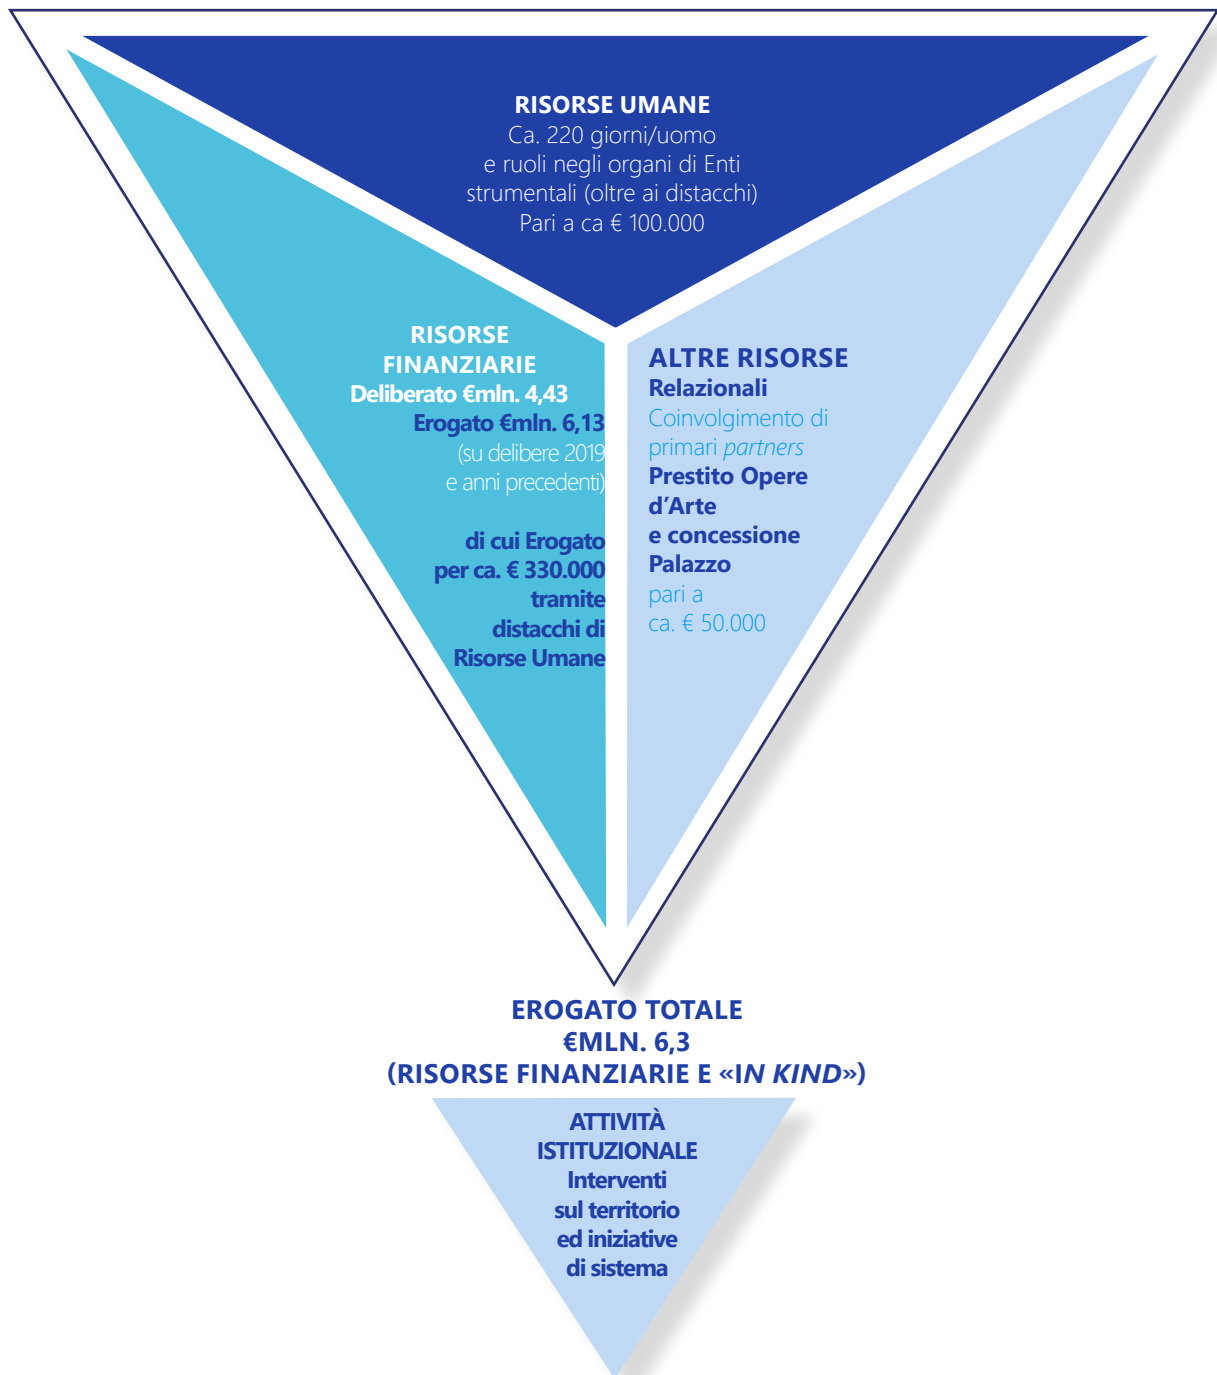 RISORSE UMANE
Ca. 220 giorni/uomo
e ruoli negli organi di Enti
strumentali (oltre ai distacchi)
Pari a ca € 100.000
RISORSE
FINANZIARIE
Deliberato €mln. 4,43
Erogato €mln. 6,13
(su delibere 2019
e anni precedenti)
di cui Erogato
per ca. € 330.000
tramite
distacchi di
Risorse Umane
ALTRE RISORSE
Relazionali
Coinvolgimento di
primari partners
Prestito Opere
d’Arte
e concessione
Palazzo
pari a
ca. € 50.000
EROGATO TOTALE
€MLN. 6,3
(RISORSE FINANZIARIE E «IN KIND»)
ATTIVITÀ
ISTITUZIONALE
Interventi
sul territorio
ed iniziative
di sistema